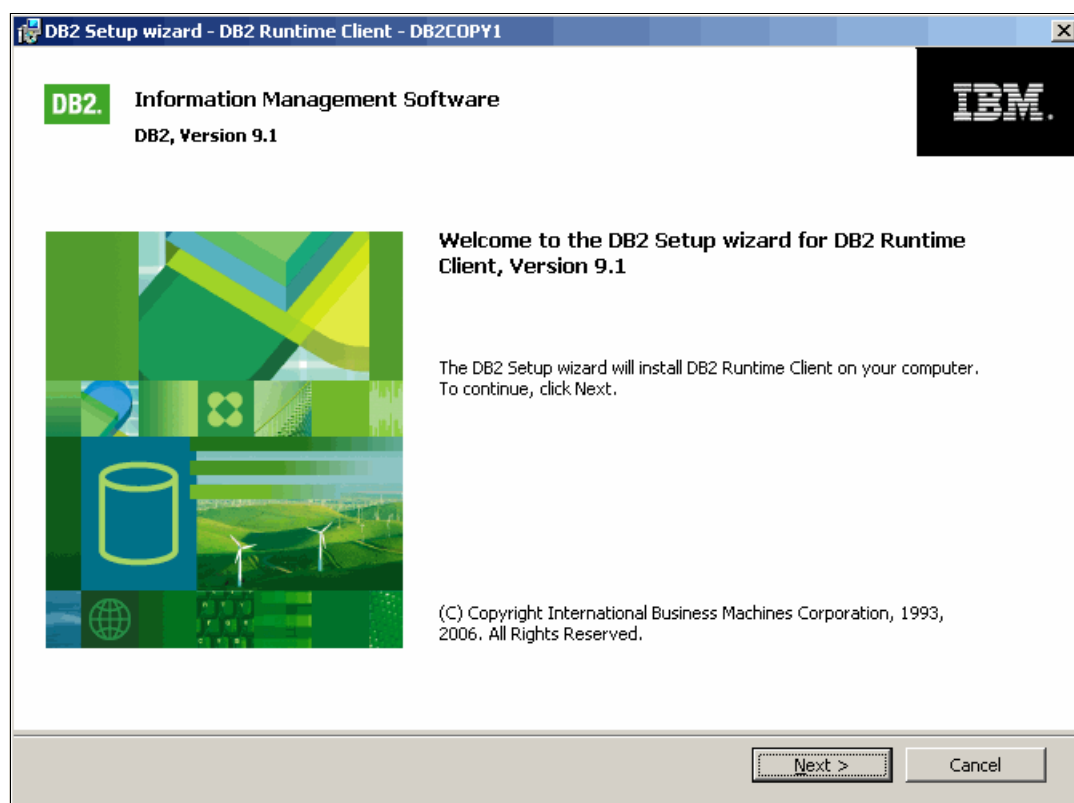 DB2 Setup wizard - DB2 Runtime Client - DB2COPY1
DB2.
Information Management Software
DB2, Version 9.1
IBM.
Welcome to the DB2 Setup wizard for DB2 Runtime
Client, Version 9.1
The DB2 Setup wizard will install DB2 Runtime Client on your computer.
To continue, click Next.
(C) Copyright International Business Machines Corporation, 1993,
2006. All Rights Reserved.
Next >
Cancel